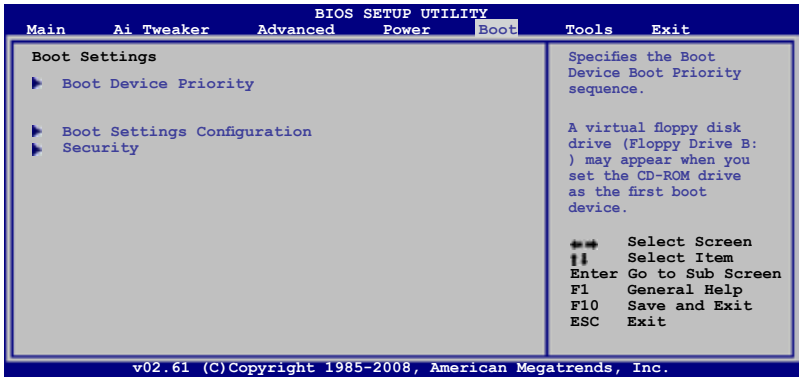 BIOS SETUP UTILITY
Main Ai Tweaker Advanced Power Boot Tools Exit
Boot Settings
Boot Device Priority
Boot Settings Configuration
Security
Specifies the Boot
Device Boot Priority
sequence.
A virtual floppy disk
drive (Floppy Drive B:
) may appear when you
set the CD-ROM drive
as the first boot
device.
←→ Select Screen
↑↓ Select Item
Enter Go to Sub Screen
F1 General Help
F10 Save and Exit
ESC Exit
v02.61 (C)Copyright 1985-2008, American Megatrends, Inc.